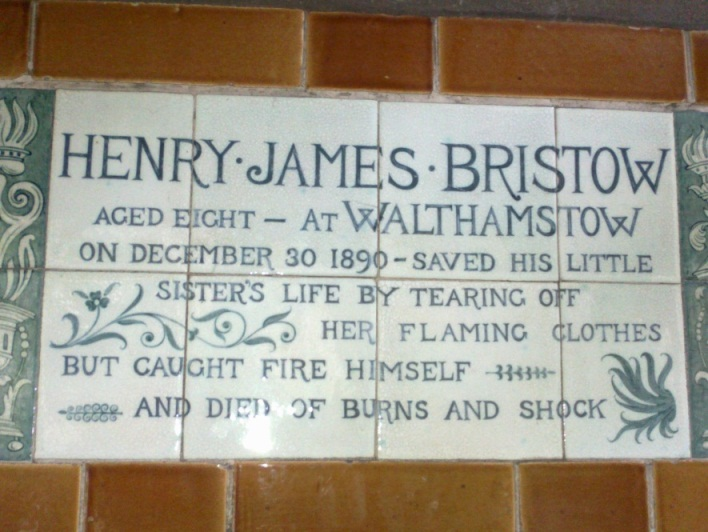 HENRY·JAMES·BRISTOW
AGED EIGHT – AT WALTHAMSTOW
ON DECEMBER 30 1890 – SAVED HIS LITTLE
SISTER'S LIFE BY TEARING OFF
HER FLAMING CLOTHES
BUT CAUGHT FIRE HIMSELF
AND DIED OF BURNS AND SHOCK